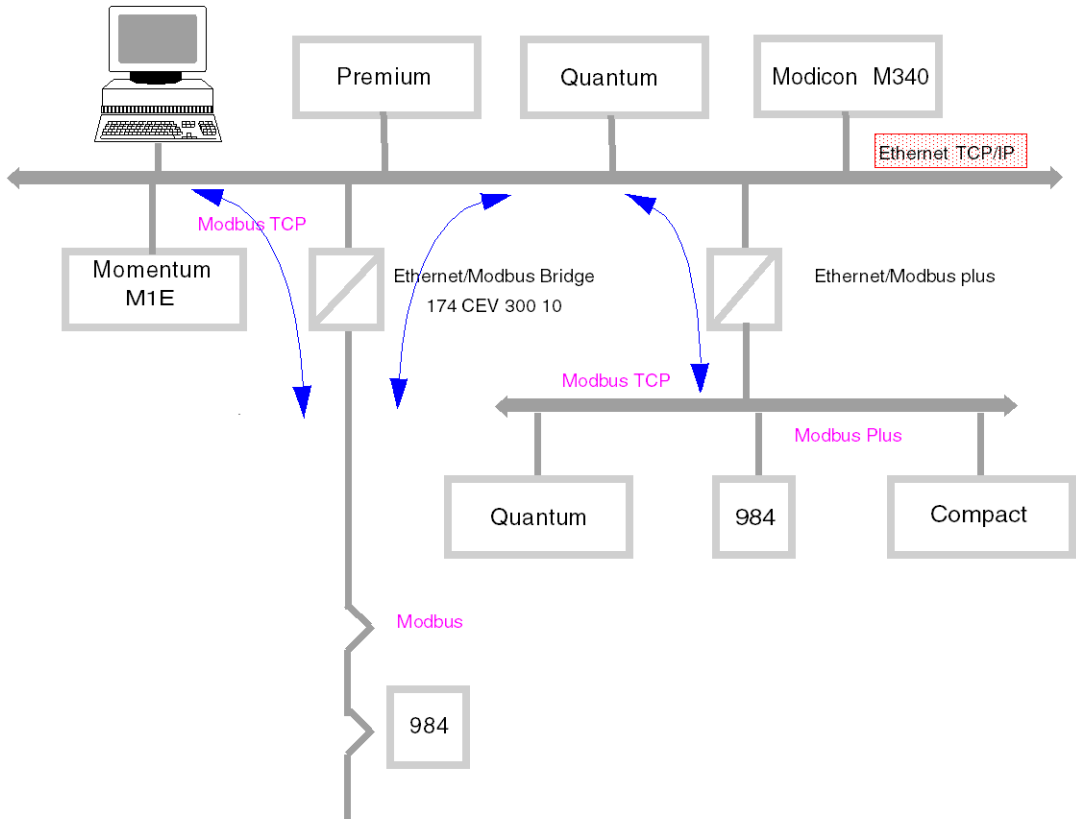 Premium
Quantum
Modicon M340
Ethernet TCP/IP
Modbus TCP
Momentum
M1E
Ethernet/Modbus Bridge
174 CEV 300 10
Ethernet/Modbus plus
Modbus TCP
Modbus Plus
Quantum
984
Compact
Modbus
984